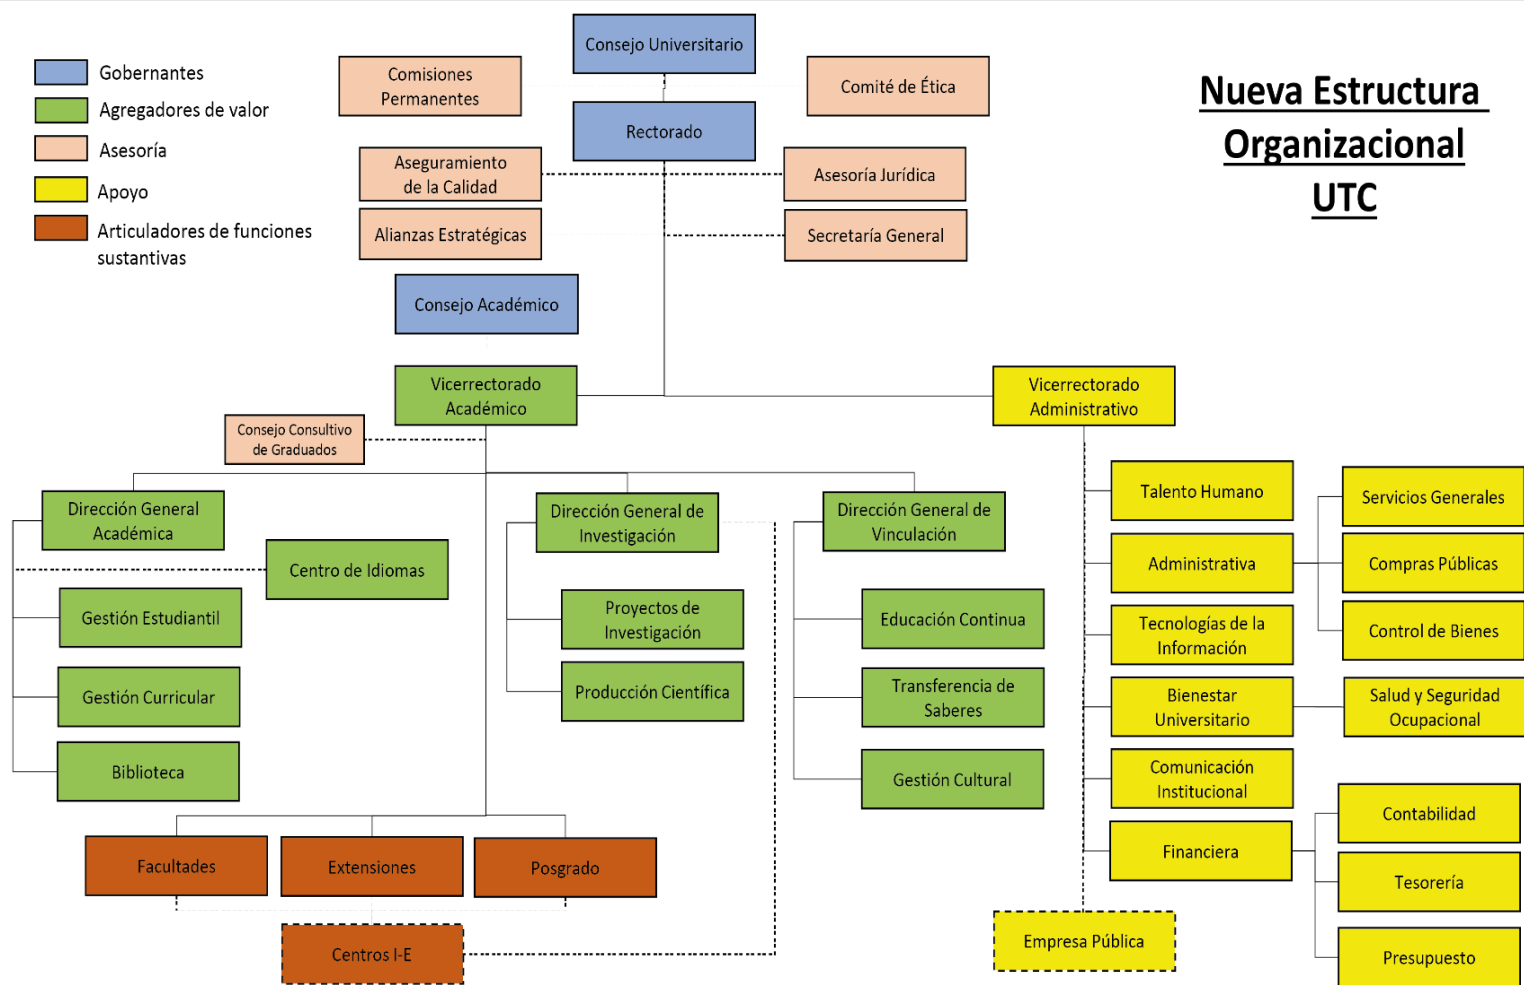 Consejo Universitario
Gobernantes
Agregadores de valor
Asesoría
Apoyo
Articuladores de funciones
sustantivas
Comisiones
Permanentes
Comité de Ética
Nueva Estructura
Organizacional
UTC
Rectorado
Aseguramiento
de la Calidad
Asesoría Jurídica
Alianzas Estratégicas
Secretaría General
Consejo Académico
Vicerrectorado
Académico
Vicerrectorado
Administrativo
Consejo Consultivo
de Graduados
Dirección General
Académica
Dirección General de
Investigación
Dirección General de
Vinculación
Talento Humano
Servicios Generales
Centro de Idiomas
Administrativa
Compras Públicas
Gestión Estudiantil
Proyectos de
Investigación
Educación Continua
Tecnologías de la
Información
Control de Bienes
Gestión Curricular
Producción Científica
Transferencia de
Saberes
Bienestar
Universitario
Salud y Seguridad
Ocupacional
Biblioteca
Gestión Cultural
Comunicación
Institucional
Contabilidad
Facultades
Extensiones
Posgrado
Financiera
Tesorería
Centros I-E
Empresa Pública
Presupuesto